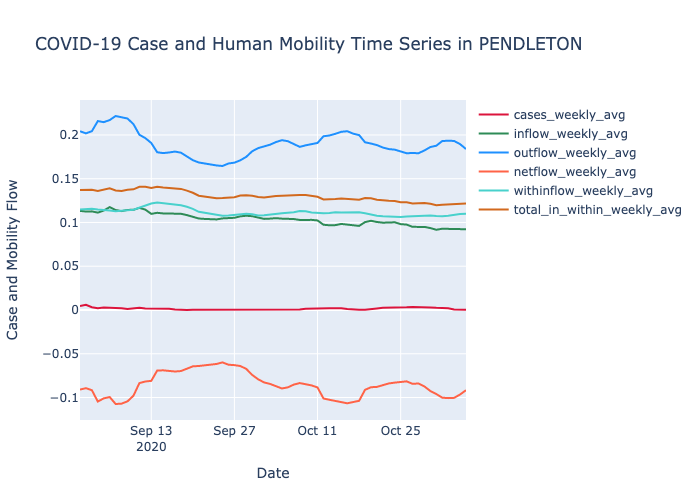 COVID-19 Case and Human Mobility Time Series in PENDLETON
cases_weekly_avg
inflow_weekly_avg
outflow_weekly_avg
netflow_weekly_avg
withinflow_weekly_avg
total_in_within_weekly_avg
Case and Mobility Flow
0.2
0.15
0.1
0.05
0
−0.05
−0.1
Sep 13
2020
Sep 27
Oct 11
Oct 25
Date